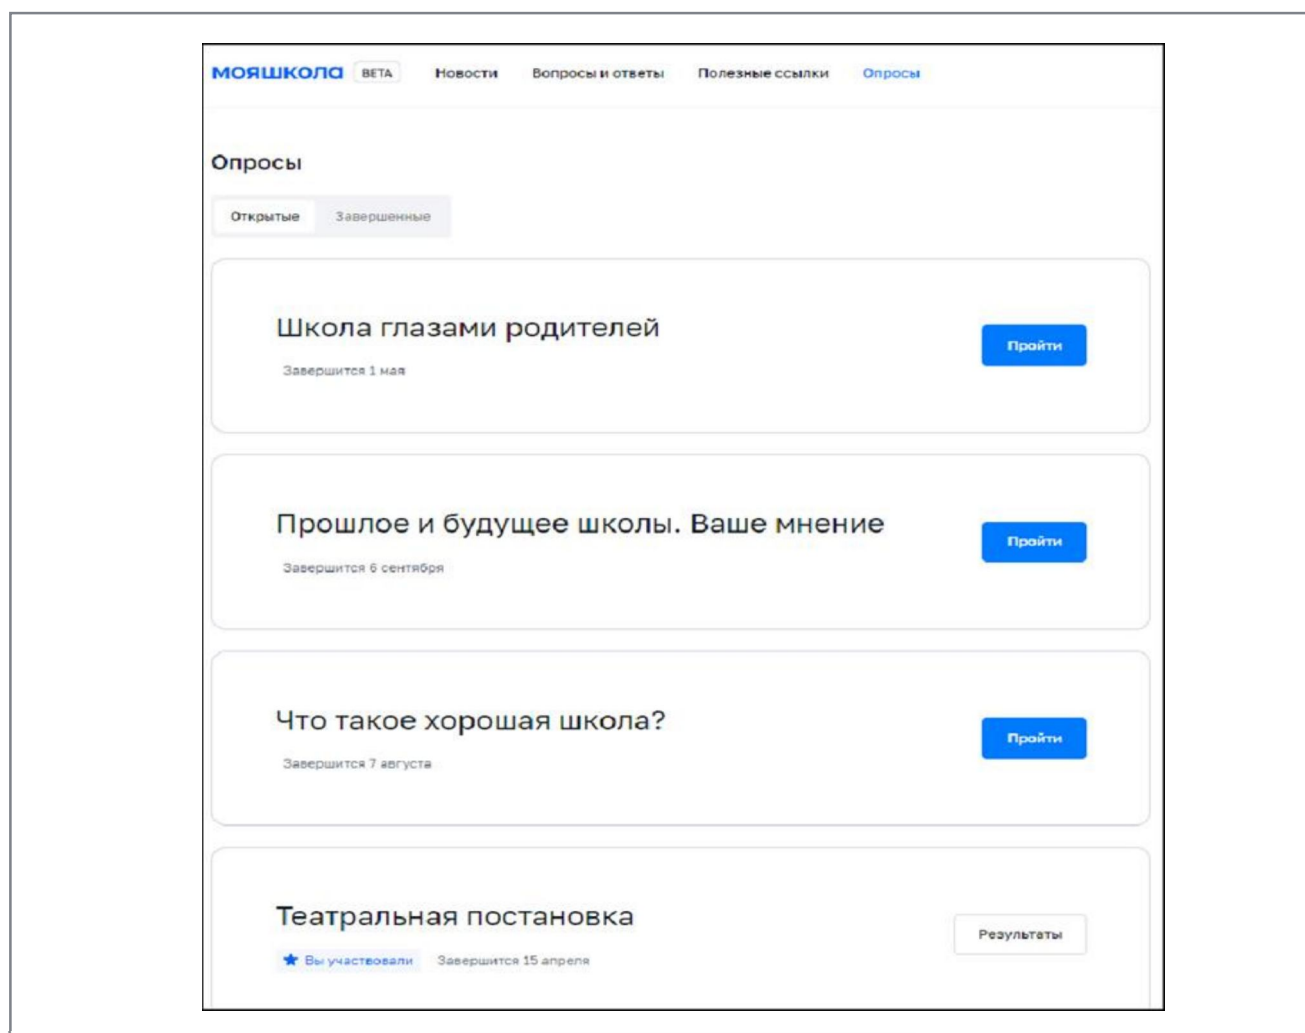 МОЯШКОЛА BETA Новости Вопросы и ответы Полезные ссылки Опросы
Опросы
Открытые Завершенные
Школа глазами родителей
Завершится 1 мая
Пройти
Прошлое и будущее школы. Ваше мнение
Завершится 6 сентября
Пройти
Что такое хорошая школа?
Завершится 7 августа
Пройти
Театральная постановка
Вы участвовали Завершится 15 апреля
Результаты